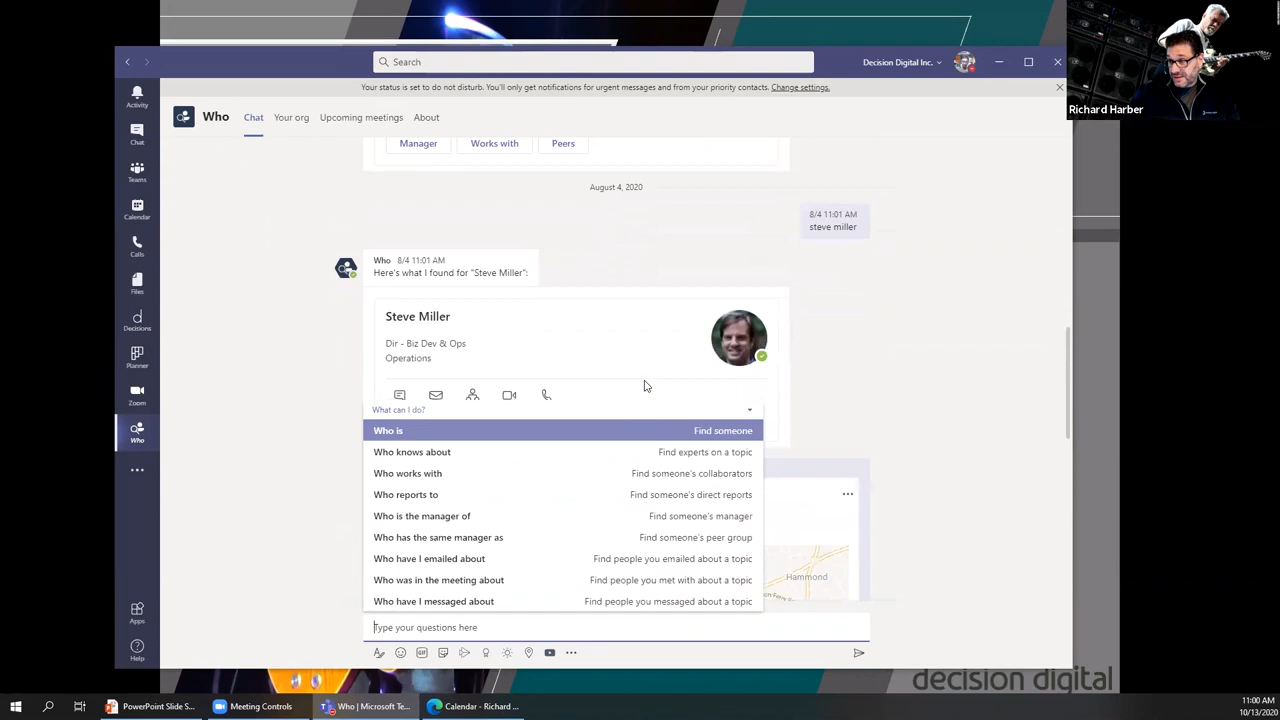 Search
Decision Digital Inc.
Richard Harber
Your status is set to do not disturb. You'll only get notifications for urgent messages and from your priority contacts. Change settings.
Activity
Chat
Teams
Calendar
Calls
Files
Decisions
Planner
Zoom
Who
Apps
Help
Who
Chat Your org Upcoming meetings About
Manager Works with Peers
August 4, 2020
8/4 11:01 AM
steve miller
Who 8/4 11:01 AM
Here's what I found for "Steve Miller":
Steve Miller
Dir - Biz Dev & Ops
Operations
What can I do?
Who is Find someone
Who knows about Find experts on a topic
Who works with Find someone's collaborators
Who reports to Find someone's direct reports
Who is the manager of Find someone's manager
Who has the same manager as Find someone's peer group
Who have I emailed about Find people you emailed about a topic
Who was in the meeting about Find people you met with about a topic
Who have I messaged about Find people you messaged about a topic
Hammond
Type your questions here
GIF
decision digital
PowerPoint Slide S...
Meeting Controls
Who | Microsoft Te...
Calendar - Richard ...
11:00 AM
10/13/2020